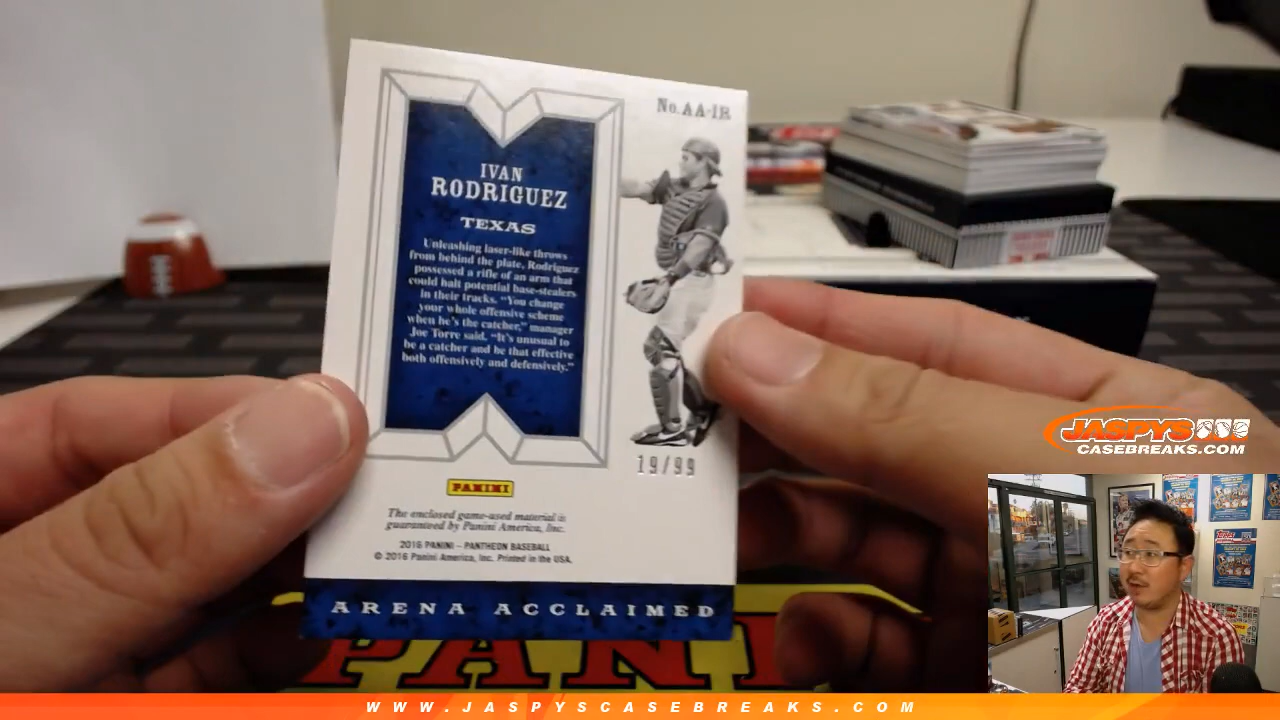 No. AA-IR
IVAN
RODRIGUEZ
TEXAS
Unleashing laser-like throws
from behind the plate, Rodriguez
possessed a rifle of an arm that
could halt potential base-stealers
in their tracks. "You change
your whole offensive scheme
when he's the catcher," manager
Joe Torre said. "It's unusual to
be a catcher and be that effective
both offensively and defensively."
19/99
PANINI
The enclosed game-used material is
guaranteed by Panini America, Inc.
2016 PANINI – PANTHEON BASEBALL
© 2016 Panini America, Inc. Printed in the USA.
ARENA ACCLAIMED
PANI
JASPYS
CASEBREAKS.COM
WWW.JASPYSCASEBREAKS.COM